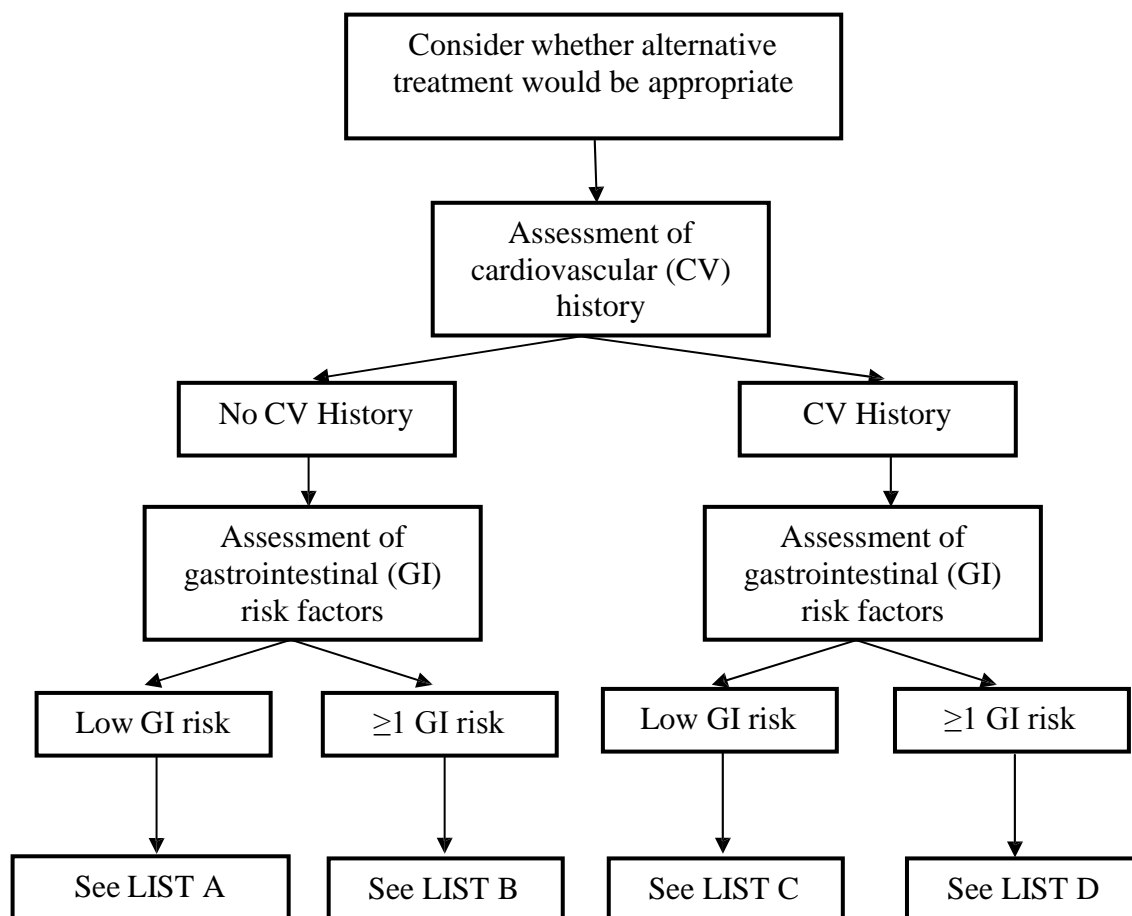 Consider whether alternative
treatment would be appropriate
Assessment of
cardiovascular (CV)
history
No CV History
CV History
Assessment of
gastrointestinal (GI)
risk factors
Assessment of
gastrointestinal (GI)
risk factors
Low GI risk
≥1 GI risk
Low GI risk
≥1 GI risk
See LIST A
See LIST B
See LIST C
See LIST D